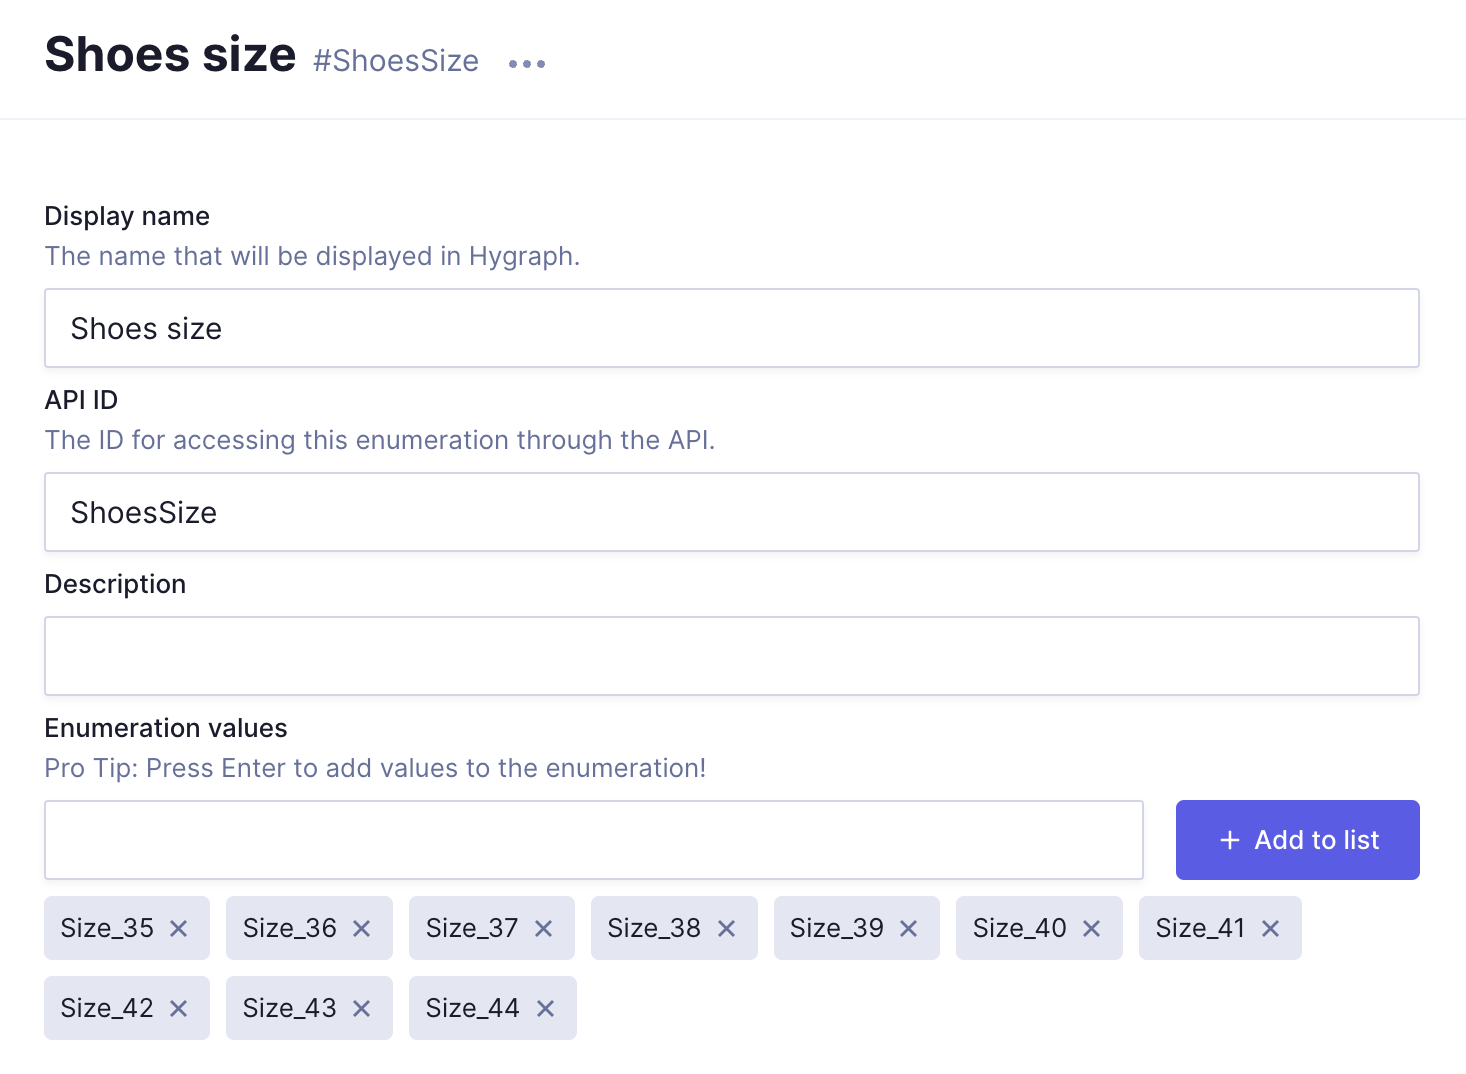 Shoes size #ShoesSize
Display name
The name that will be displayed in Hygraph.
Shoes size
API ID
The ID for accessing this enumeration through the API.
ShoesSize
Description
Enumeration values
Pro Tip: Press Enter to add values to the enumeration!
+ Add to list
Size_35 Size_36 Size_37 Size_38 Size_39 Size_40 Size_41
Size_42 Size_43 Size_44